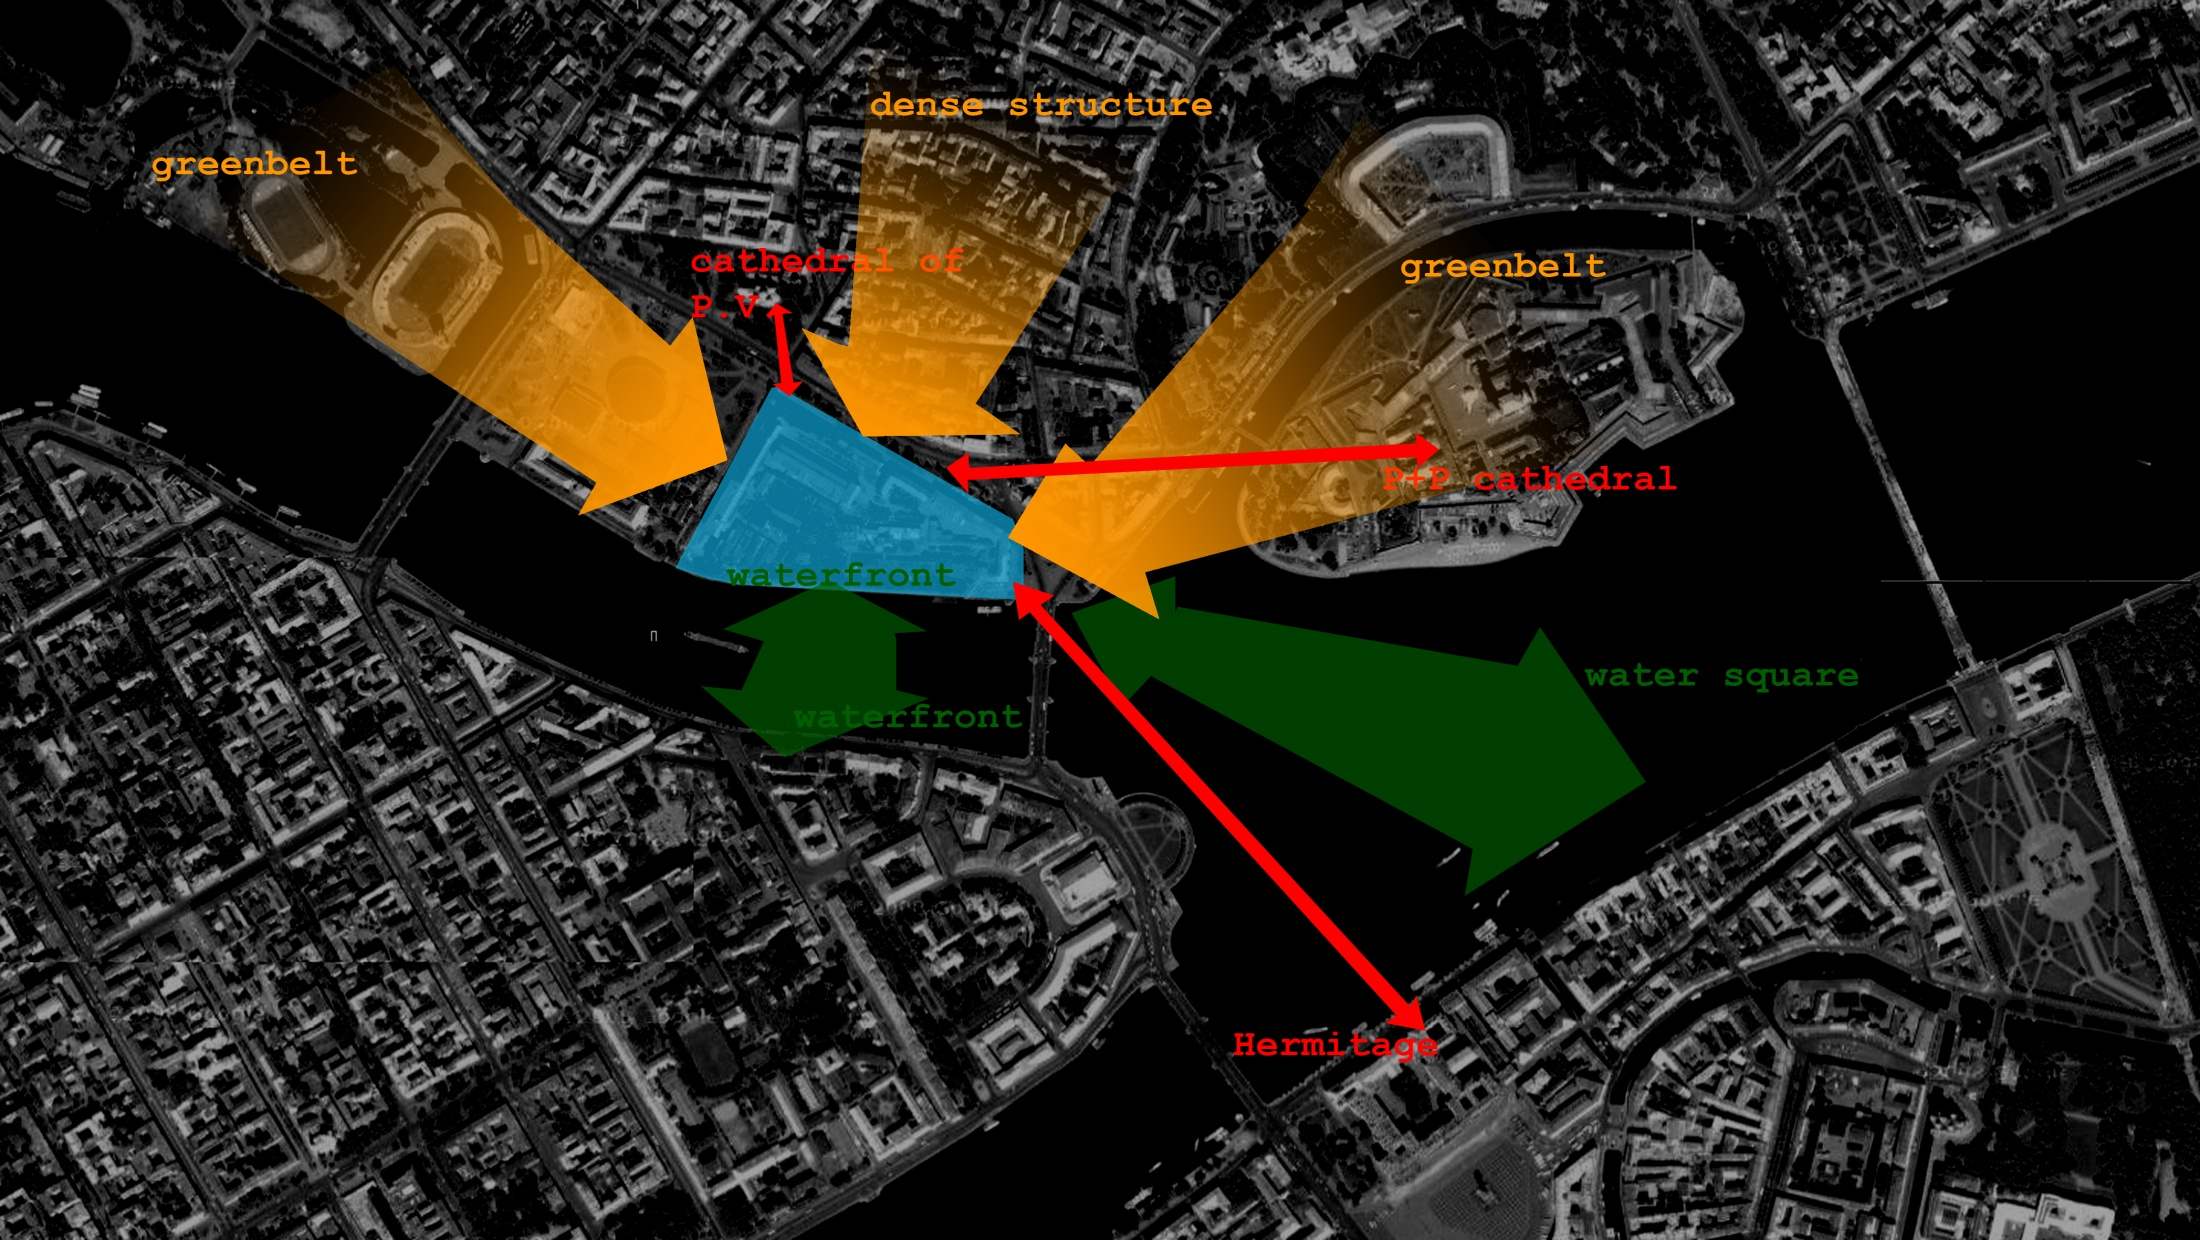 dense structure
greenbelt
cathedral of
P.V.
greenbelt
P+P cathedral
waterfront
water square
waterfront
Hermitage